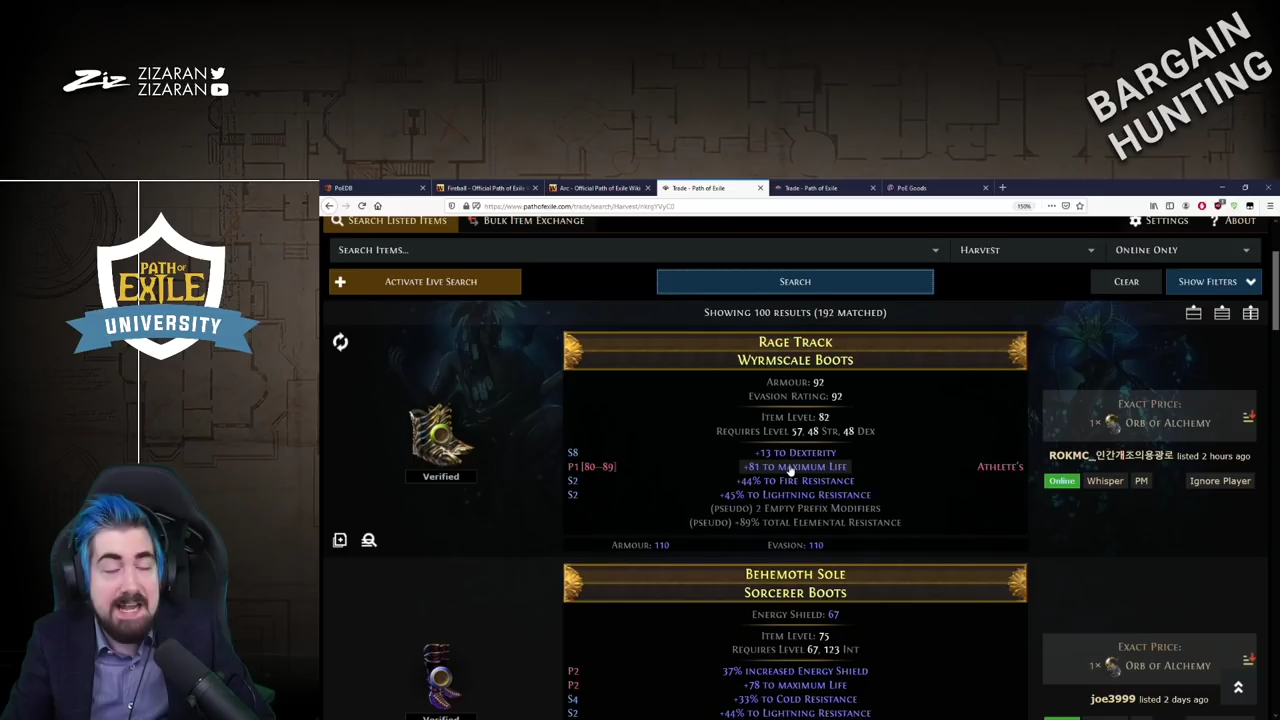 Ziz
ZIZARAN
ZIZARAN
BARGAIN
HUNTING
PATH OF
EXILE
UNIVERSITY
PoEDB
Fireball - Official Path of Exile
Arc - Official Path of Exile Wiki
Trade - Path of Exile
Trade - Path of Exile
PoE Goods
150%
SEARCH LISTED ITEMS
BULK ITEM EXCHANGE
SETTINGS
? ABOUT
SEARCH ITEMS...
HARVEST
ONLINE ONLY
+ ACTIVATE LIVE SEARCH
SEARCH
CLEAR
SHOW FILTERS
SHOWING 100 RESULTS (192 MATCHED)
RAGE TRACK
WYRMSCALE BOOTS
ARMOUR: 92
EVASION RATING: 92
ITEM LEVEL: 82
REQUIRES LEVEL 57, 48 STR, 48 DEX
S8 +13 TO DEXTERITY
P1 [80—89] +81 TO MAXIMUM LIFE ATHLETE'S
S2 +44% TO FIRE RESISTANCE
S2 +45% TO LIGHTNING RESISTANCE
(PSEUDO) 2 EMPTY PREFIX MODIFIERS
(PSEUDO) +89% TOTAL ELEMENTAL RESISTANCE
ARMOUR: 110 EVASION: 110
Verified
EXACT PRICE:
1× ORB OF ALCHEMY
ROKMC_인간개조의용광로 listed 2 hours ago
Online Whisper PM Ignore Player
BEHEMOTH SOLE
SORCERER BOOTS
ENERGY SHIELD: 67
ITEM LEVEL: 75
REQUIRES LEVEL 67, 123 INT
P2 37% INCREASED ENERGY SHIELD
P2 +78 TO MAXIMUM LIFE
S4 +33% TO COLD RESISTANCE
S2 +44% TO LIGHTNING RESISTANCE
Verified
EXACT PRICE:
1× ORB OF ALCHEMY
joe3999 listed 2 days ago